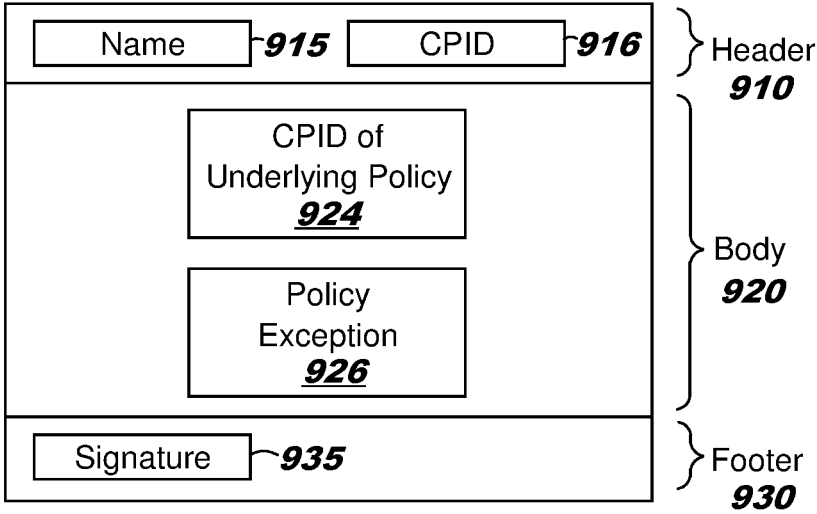 Name 915 CPID 916 Header
910
CPID of
Underlying Policy
924
Body
920
Policy
Exception
926
Signature 935 Footer
930